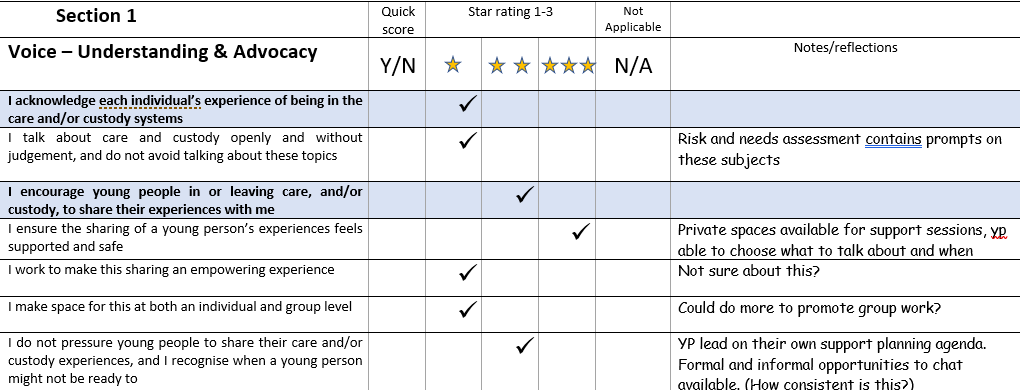 Section 1
Quick score
Star rating 1-3
Not Applicable
Voice – Understanding & Advocacy
Y/N
N/A
Notes/reflections
I acknowledge each individual's experience of being in the
care and/or custody systems
I talk about care and custody openly and without
judgement, and do not avoid talking about these topics
Risk and needs assessment contains prompts on
these subjects
I encourage young people in or leaving care, and/or
custody, to share their experiences with me
I ensure the sharing of a young person's experiences feels
supported and safe
Private spaces available for support sessions, yp
able to choose what to talk about and when
I work to make this sharing an empowering experience
Not sure about this?
I make space for this at both an individual and group level
Could do more to promote group work?
I do not pressure young people to share their care and/or
custody experiences, and I recognise when a young person
might not be ready to
YP lead on their own support planning agenda.
Formal and informal opportunities to chat
available. (How consistent is this?)